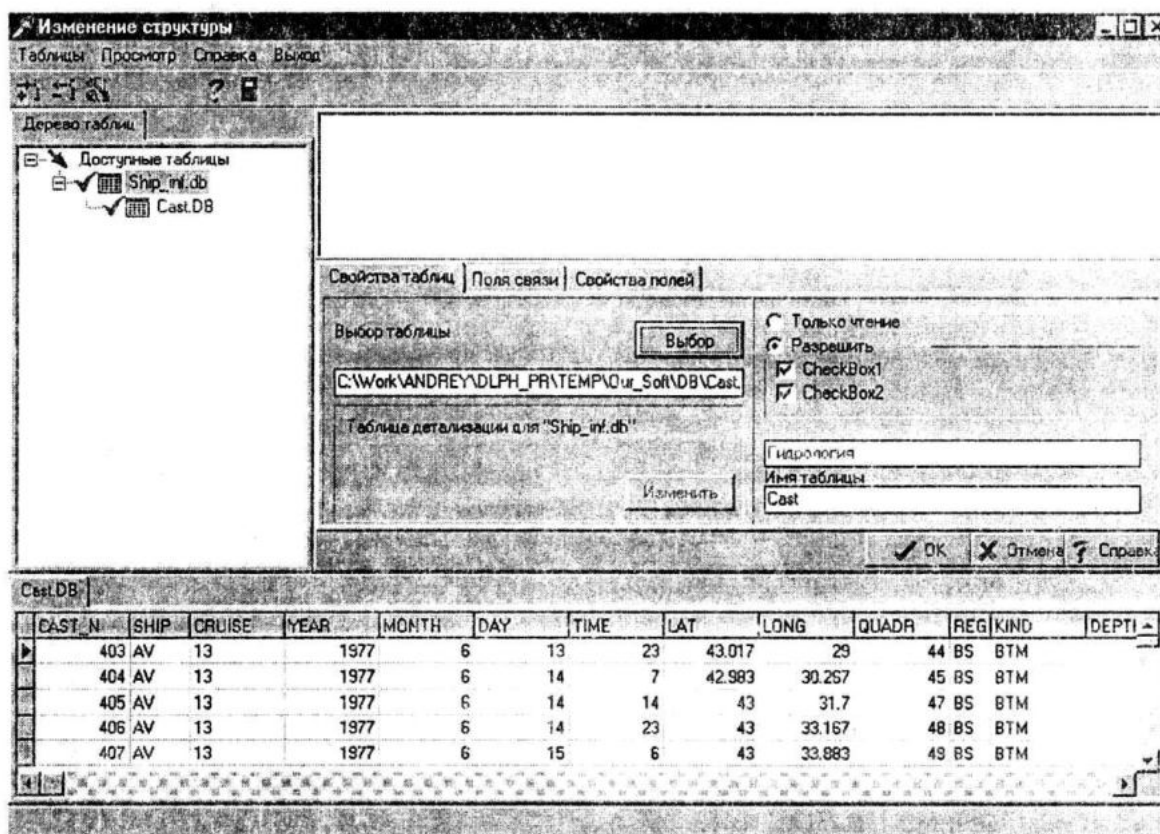 Изменение структуры
Таблицы Просмотр Справка Выход
Дерево таблиц
Доступные таблицы
Ship_inf.db
Cast.DB
Свойства таблиц Поля связи Свойства полей
Выбор таблицы
Выбор
C:\Work\ANDREY\DLPH_PR\TEMP\Our_Soft\DB\Cast.
Таблица детализации для "Ship_inf.db"
Изменить
Только чтение
Разрешить
CheckBox1
CheckBox2
Гидрология
Имя таблицы
Cast
OK Отмена Справка
Cast.DB
CAST_N SHIP CRUISE YEAR MONTH DAY TIME LAT LONG QUADR REG KIND DEPTI
403 AV 13 1977 6 13 23 43.017 29 44 BS BTM
404 AV 13 1977 6 14 7 42.983 30.267 45 BS BTM
405 AV 13 1977 6 14 14 43 31.7 47 BS BTM
406 AV 13 1977 6 14 23 43 33.167 48 BS BTM
407 AV 13 1977 6 15 6 43 33.883 49 BS BTM